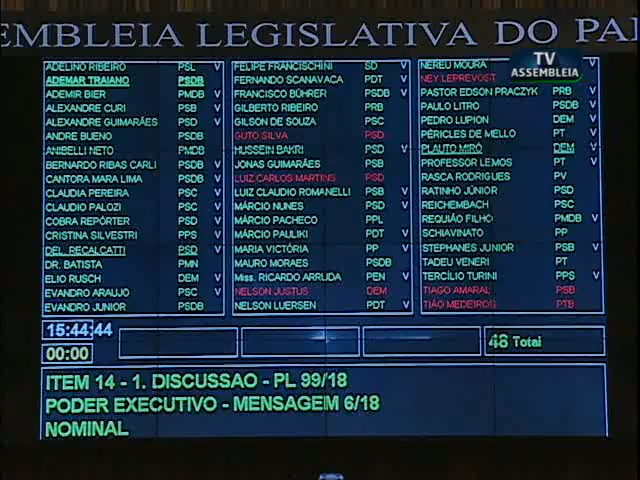 EMBLEIA LEGISLATIVA DO PA
TV
ASSEMBLEIA
ADELINO RIBEIRO PSL V
ADEMAR TRAIANO PSDB
ADEMIR BIER PMDB V
ALEXANDRE CURI PSB V
ALEXANDRE GUIMARÃES PSD V
ANDRE BUENO PSDB
ANIBELLI NETO PMDB
BERNARDO RIBAS CARLI PSDB V
CANTORA MARA LIMA PSDB V
CLAUDIA PEREIRA PSC V
CLAUDIO PALOZI PSC V
COBRA REPÓRTER PSD V
CRISTINA SILVESTRI PPS V
DEL. RECALCATTI PSD V
DR. BATISTA PMN
ELIO RUSCH DEM V
EVANDRO ARAUJO PSC V
EVANDRO JUNIOR PSDB
FELIPE FRANCISCHINI SD V
FERNANDO SCANAVACA PDT V
FRANCISCO BÜHRER PSDB V
GILBERTO RIBEIRO PRB
GILSON DE SOUZA PSC
GUTO SILVA PSD
HUSSEIN BAKRI PSD V
JONAS GUIMARÃES PSB
LUIZ CARLOS MARTINS PSD
LUIZ CLAUDIO ROMANELLI PSB V
MÁRCIO NUNES PSD V
MÁRCIO PACHECO PPL
MÁRCIO PAULIKI PDT V
MARIA VICTÓRIA PP V
MAURO MORAES PSDB
Miss. RICARDO ARRUDA PEN V
NELSON JUSTUS DEM
NELSON LUERSEN PDT V
NEREU MOURA V
NEY LEPREVOST
PASTOR EDSON PRACZYK PRB V
PAULO LITRO PSDB V
PEDRO LUPION DEM V
PÉRICLES DE MELLO PT V
PLAUTO MIRÓ DEM V
PROFESSOR LEMOS PT V
RASCA RODRIGUES PV
RATINHO JÚNIOR PSD
REICHEMBACH PSC
REQUIÃO FILHO PMDB V
SCHIAVINATO PP
STEPHANES JUNIOR PSB V
TADEU VENERI PT
TERCÍLIO TURINI PPS V
TIAGO AMARAL PSB
TIÃO MEDEIROS PTB
15:44:44
00:00
48 Total
ITEM 14 - 1. DISCUSSAO - PL 99/18
PODER EXECUTIVO - MENSAGEM 6/18
NOMINAL